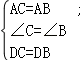 AC=AB ;
∠C=∠B
DC=DB